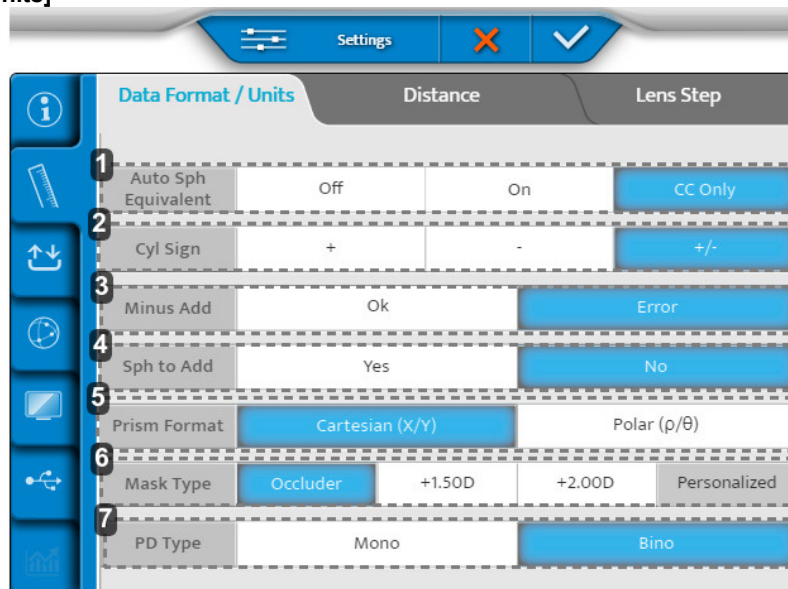 Settings
Data Format / Units Distance Lens Step
1
Auto Sph Equivalent Off On CC Only
2
Cyl Sign + - +/-
3
Minus Add Ok Error
4
Sph to Add Yes No
5
Prism Format Cartesian (X/Y) Polar (ρ/θ)
6
Mask Type Occluder +1.50D +2.00D Personalized
7
PD Type Mono Bino